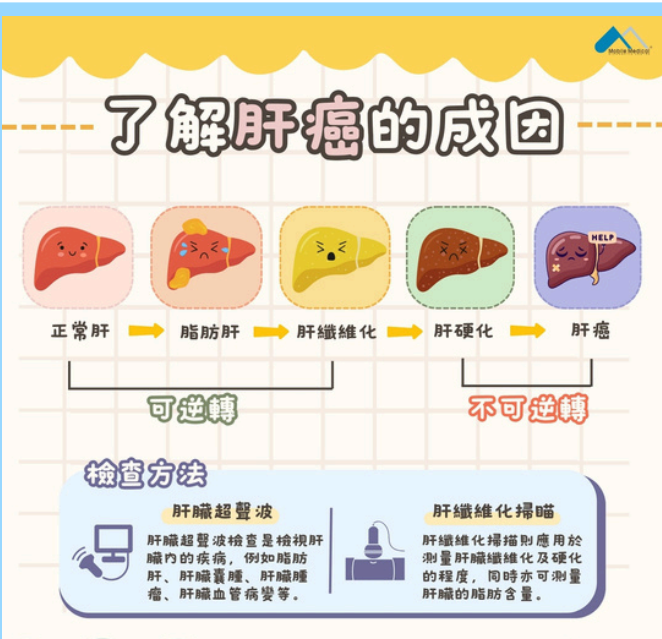 Mobile Medical
了解肝癌的成因
HELP
正常肝
脂肪肝
肝纖維化
肝硬化
肝癌
可逆轉
不可逆轉
檢查方法
肝臟超聲波
肝臟超聲波檢查是檢視肝
臟內的疾病，例如脂肪
肝、肝臟囊腫、肝臟腫
瘤、肝臟血管病變等。
肝纖維化掃瞄
肝纖維化掃瞄則應用於
測量肝臟纖維化及硬化
的程度，同時亦可測量
肝臟的脂肪含量。